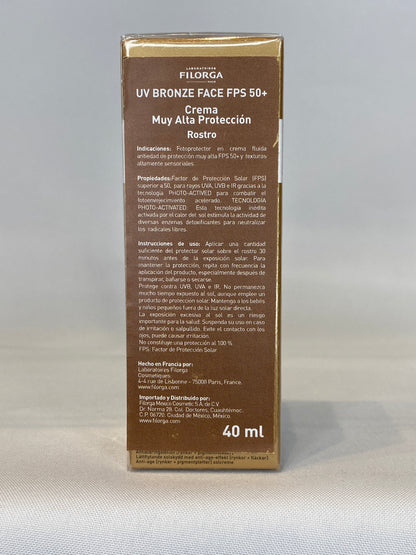 LABORATOIRES
FILORGA
PARIS
UV BRONZE FACE FPS 50+
Crema
Muy Alta Protección
Rostro
Indicaciones: Fotoprotector en crema fluida
antiedad de protección muy alta FPS 50+ y texturas
altamente sensoriales.
Propiedades:Factor de Protección Solar (FPS)
superior a 50, para rayos UVA, UVB e IR gracias a la
tecnología PHOTO-ACTIVED para combatir el
fotoenvejecimiento acelerado. TECNOLOGÍA
PHOTO-ACTIVATED: Esta tecnología inédita
activada por el calor del sol estimula la actividad de
diversas enzimas detoxificantes para neutralizar
los radicales libres.
Instrucciones de uso: Aplicar una cantidad
suficiente del protector solar sobre el rostro 30
minutos antes de la exposición solar. Para
mantener la protección, repita con frecuencia la
aplicación del producto, especialmente después de
transpirar, bañarse o secarse.
Protege contra UVB, UVA e IR. No permanezca
mucho tiempo expuesto al sol, aunque emplee un
producto de protección solar. Mantenga a los bebés
y niños pequeños fuera de la luz solar directa.
La exposición excesiva al sol es un riesgo
importante para la salud. Suspenda su uso en caso
de irritación o salpullido. Evite el contacto con los
ojos, puede causar irritación.
No constituye una protección al 100 %.
FPS: Factor de Protección Solar
Hecho en Francia por:
Laboratoires Filorga
Cosmetiques.
4-4 rue de Lisbonne - 75008 París, France.
www.filorga.com
Importado y Distribuido por:
Filorga Mexico Cosmetic S.A. de C.V.
Dr. Norma 28. Col. Doctores, Cuauhtémoc.
C.P. 06720. Ciudad de México, México
www.filorga.com
40 ml
Anti-age (rynker + pigmentpletter) solcreme